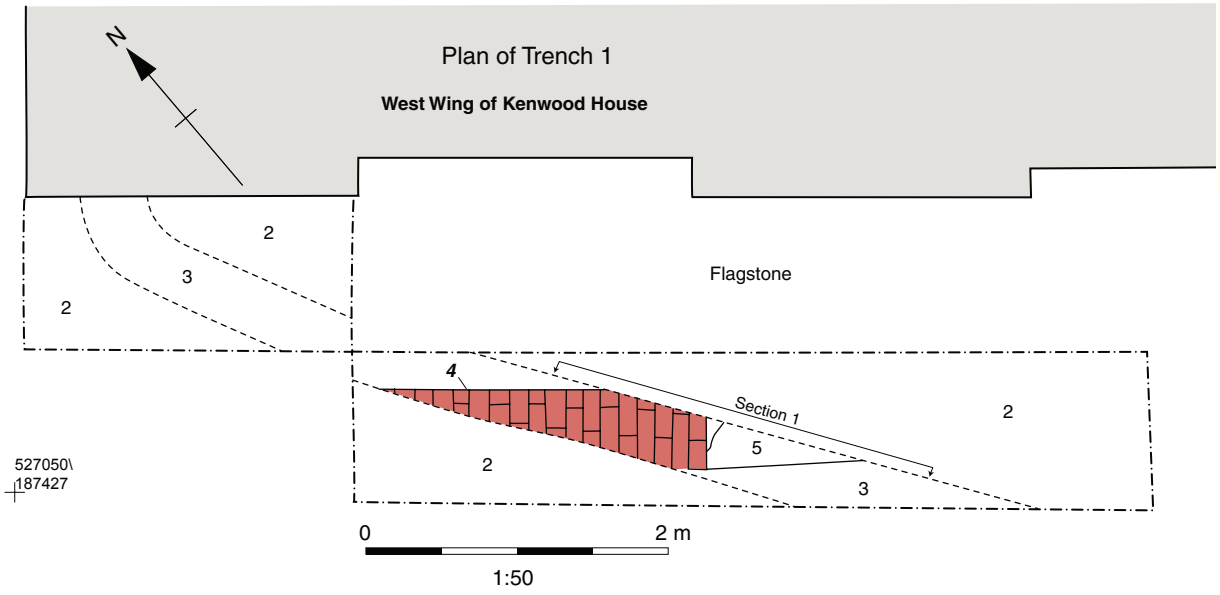 N
Plan of Trench 1
West Wing of Kenwood House
2
3
Flagstone
2
4
Section 1
2
5
2
3
527050\
187427
0 2 m
1:50